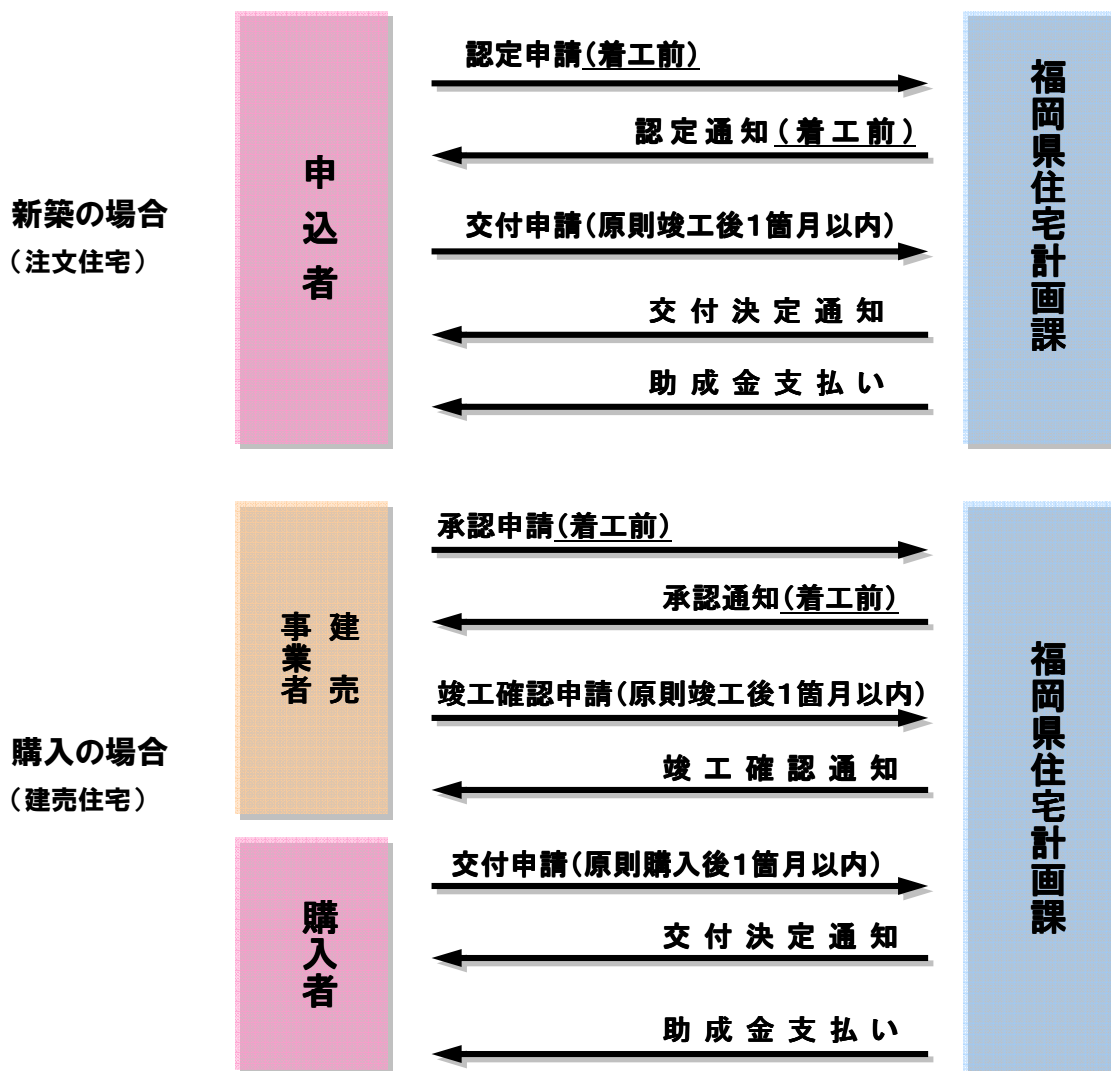 新築の場合
（注文住宅）
申込者
認定申請（着工前）
認定通知（着工前）
交付申請（原則竣工後1箇月以内）
交付決定通知
助成金支払い
福岡県住宅計画課
購入の場合
（建売住宅）
建売
事業者
承認申請（着工前）
承認通知（着工前）
竣工確認申請（原則竣工後1箇月以内）
竣工確認通知
購入者
交付申請（原則購入後1箇月以内）
交付決定通知
助成金支払い
福岡県住宅計画課